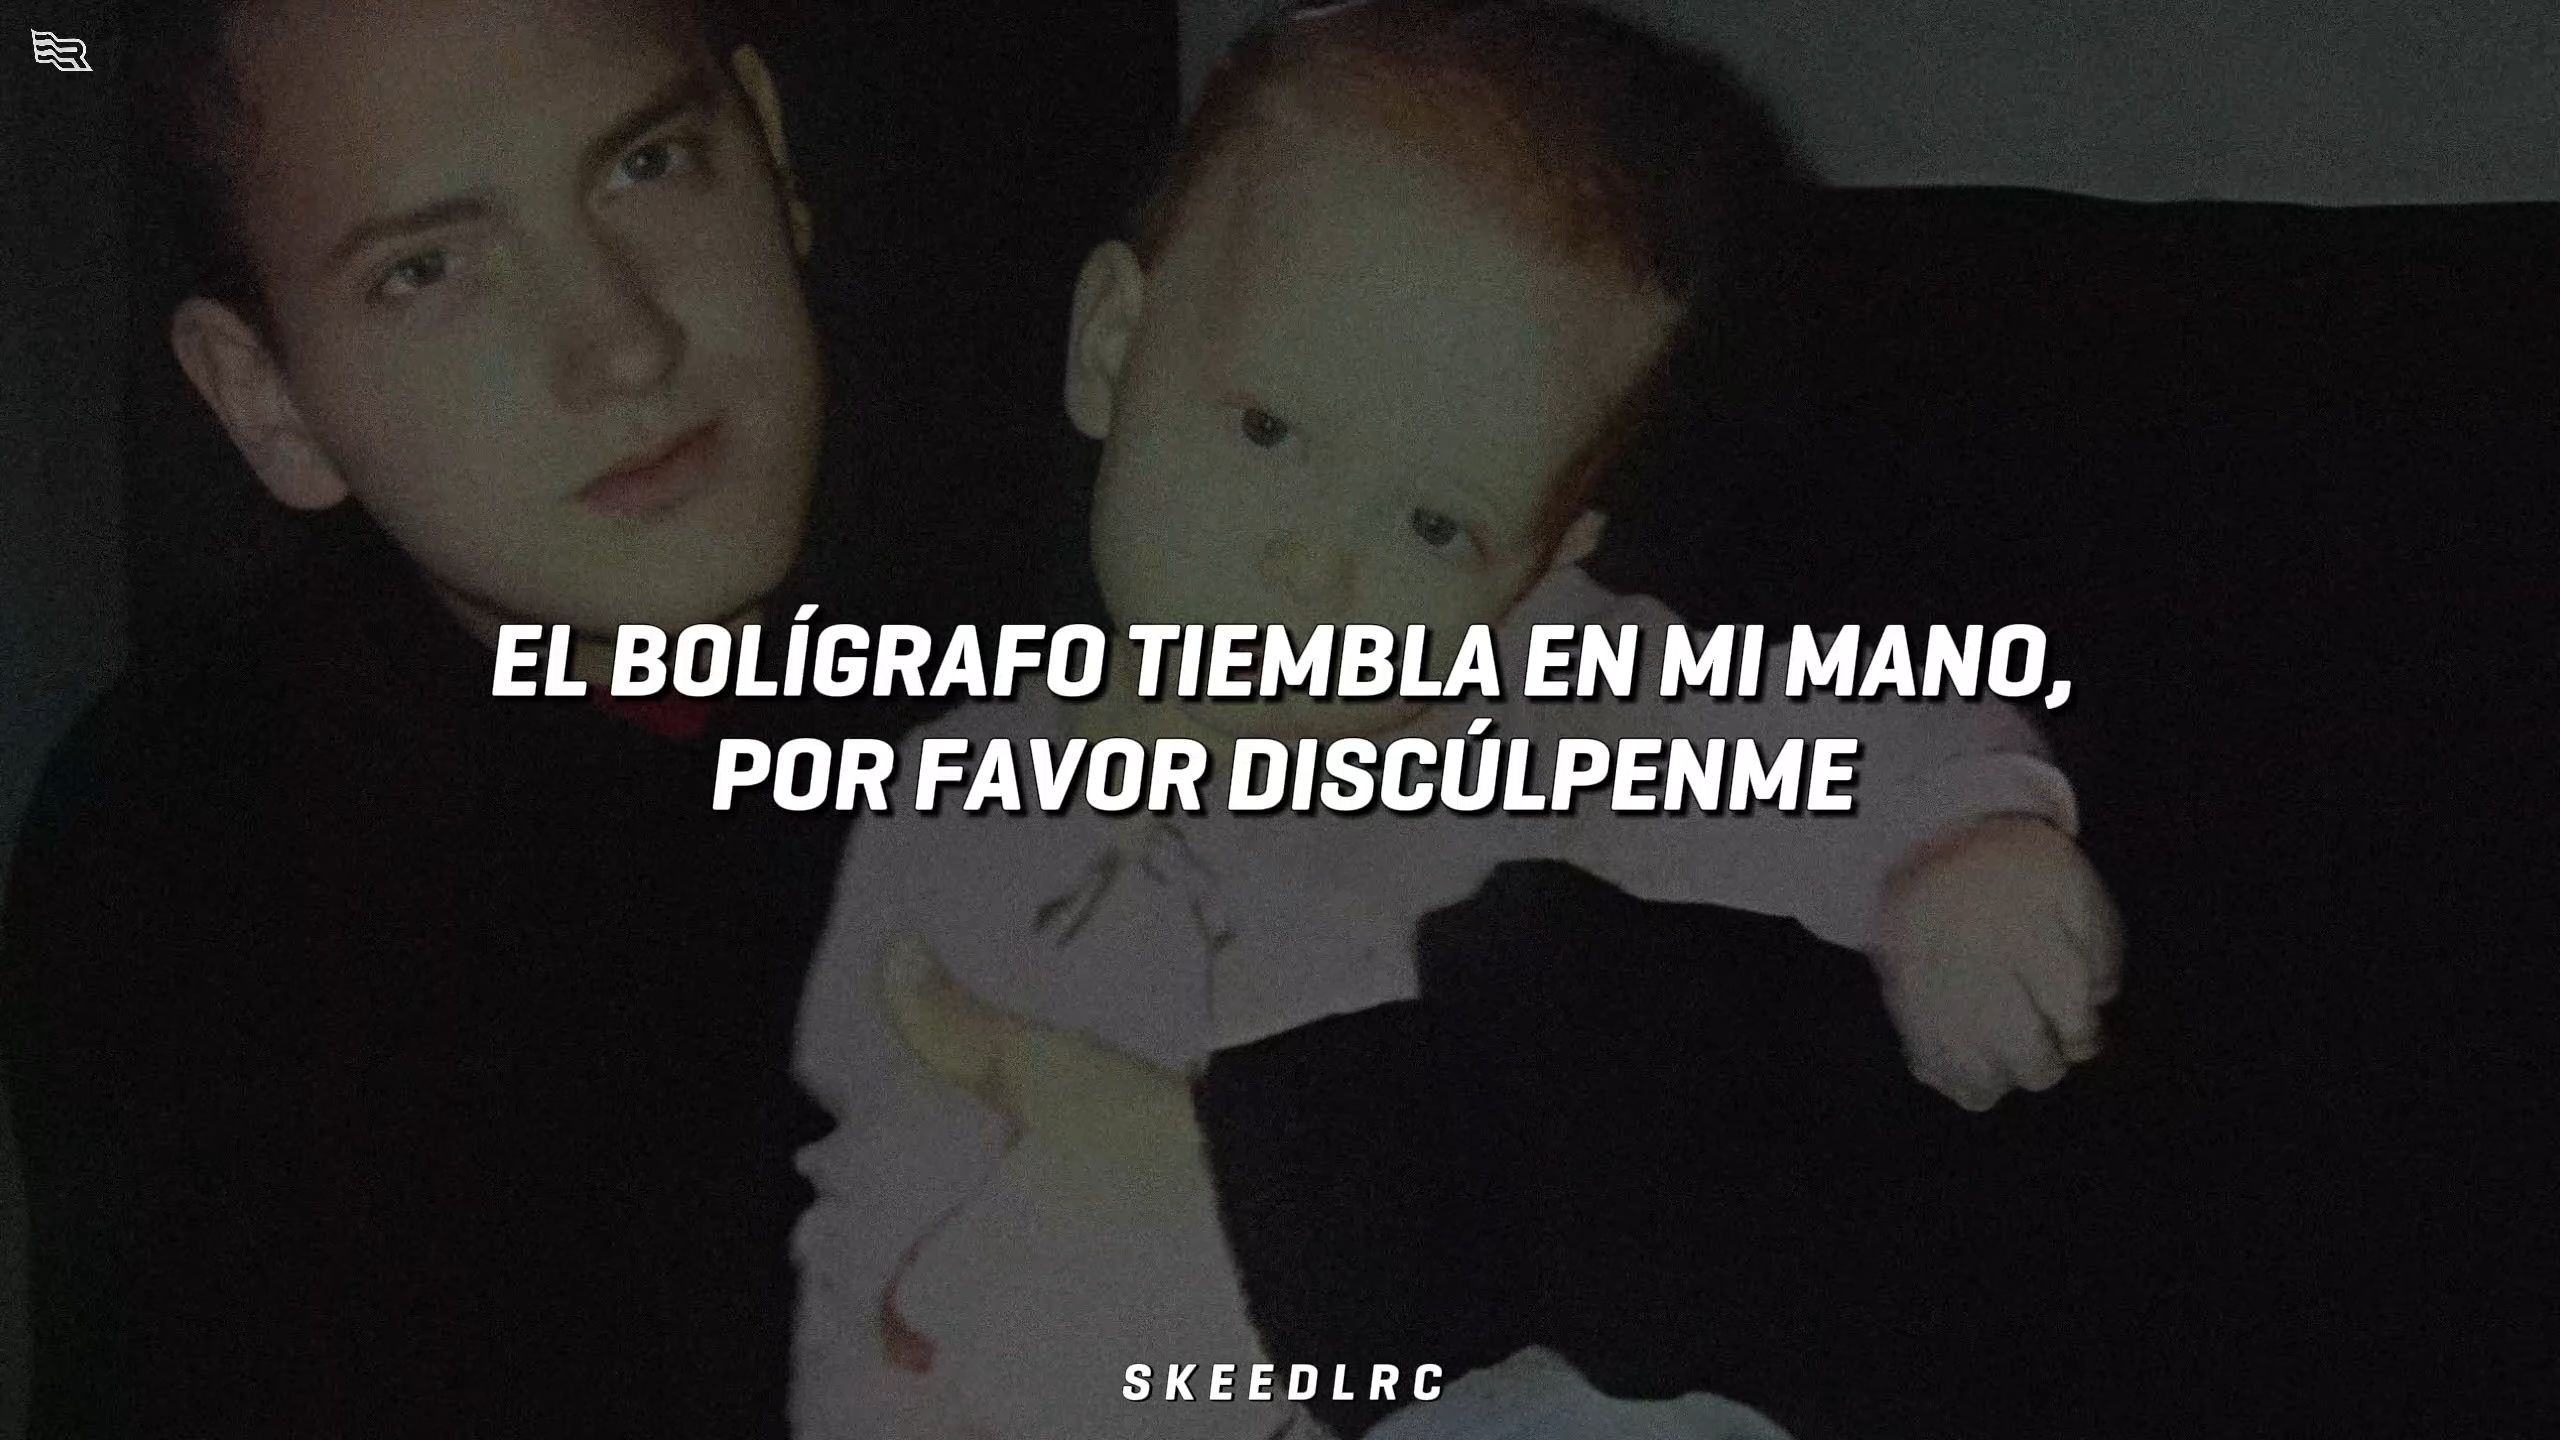 EL BOLÍGRAFO TIEMBLA EN MI MANO,
POR FAVOR DISCÚLPENME
SKEEDLRC